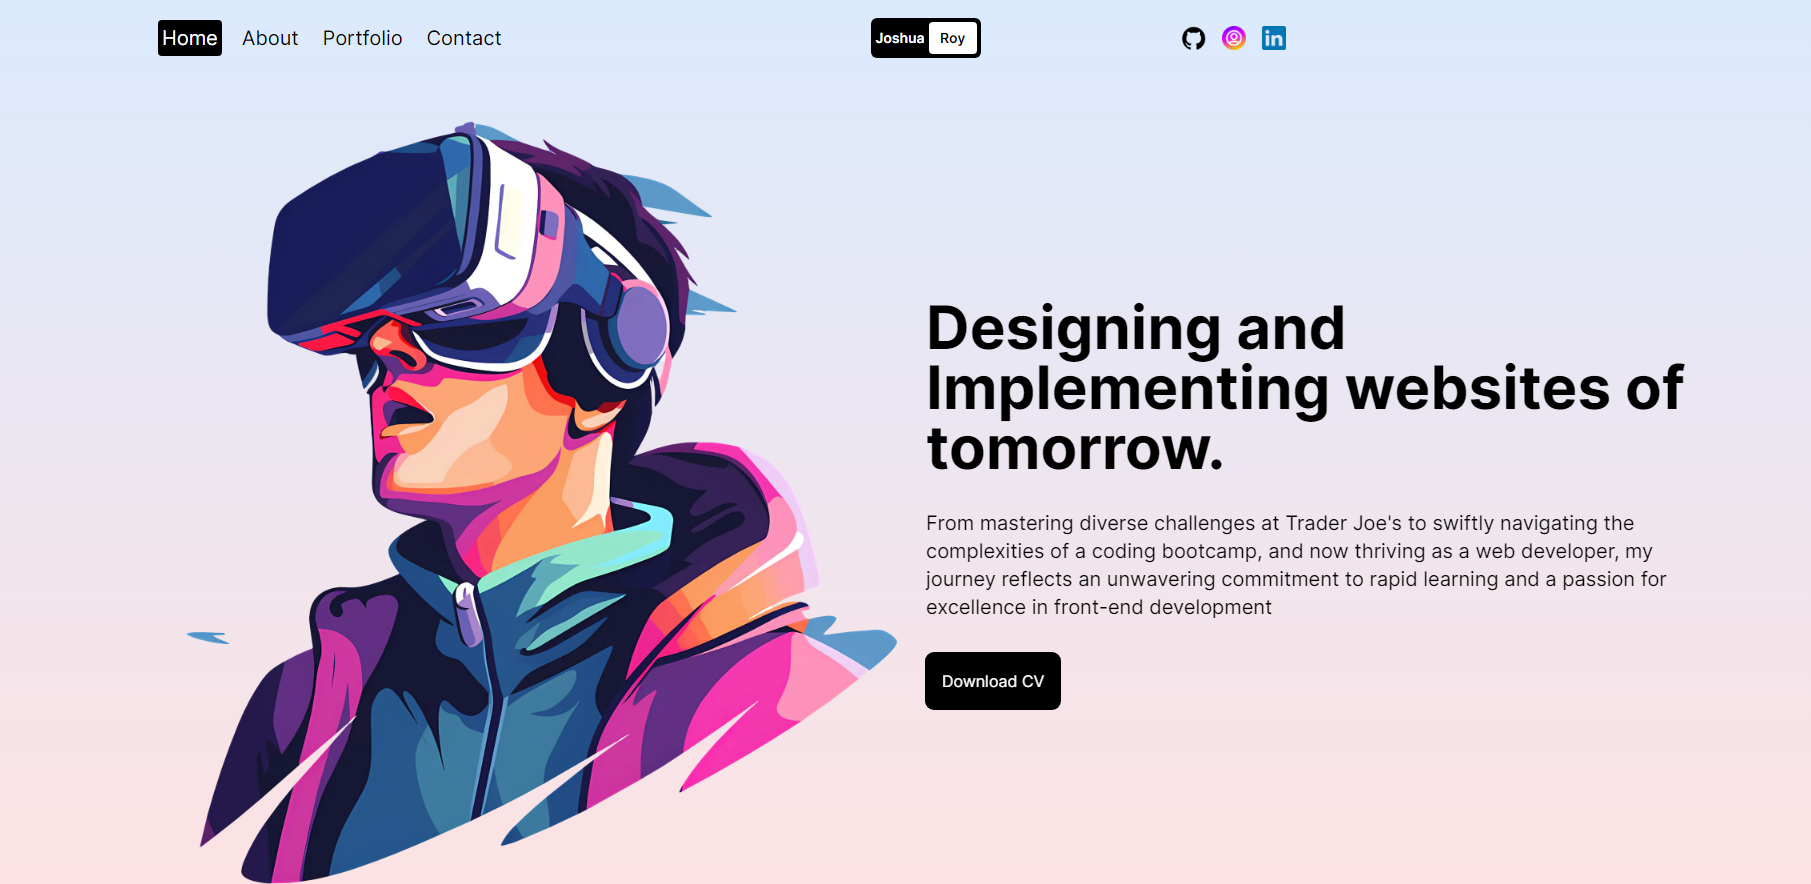 Home About Portfolio Contact
Joshua Roy
in
Designing and
Implementing websites of
tomorrow.
From mastering diverse challenges at Trader Joe's to swiftly navigating the
complexities of a coding bootcamp, and now thriving as a web developer, my
journey reflects an unwavering commitment to rapid learning and a passion for
excellence in front-end development
Download CV